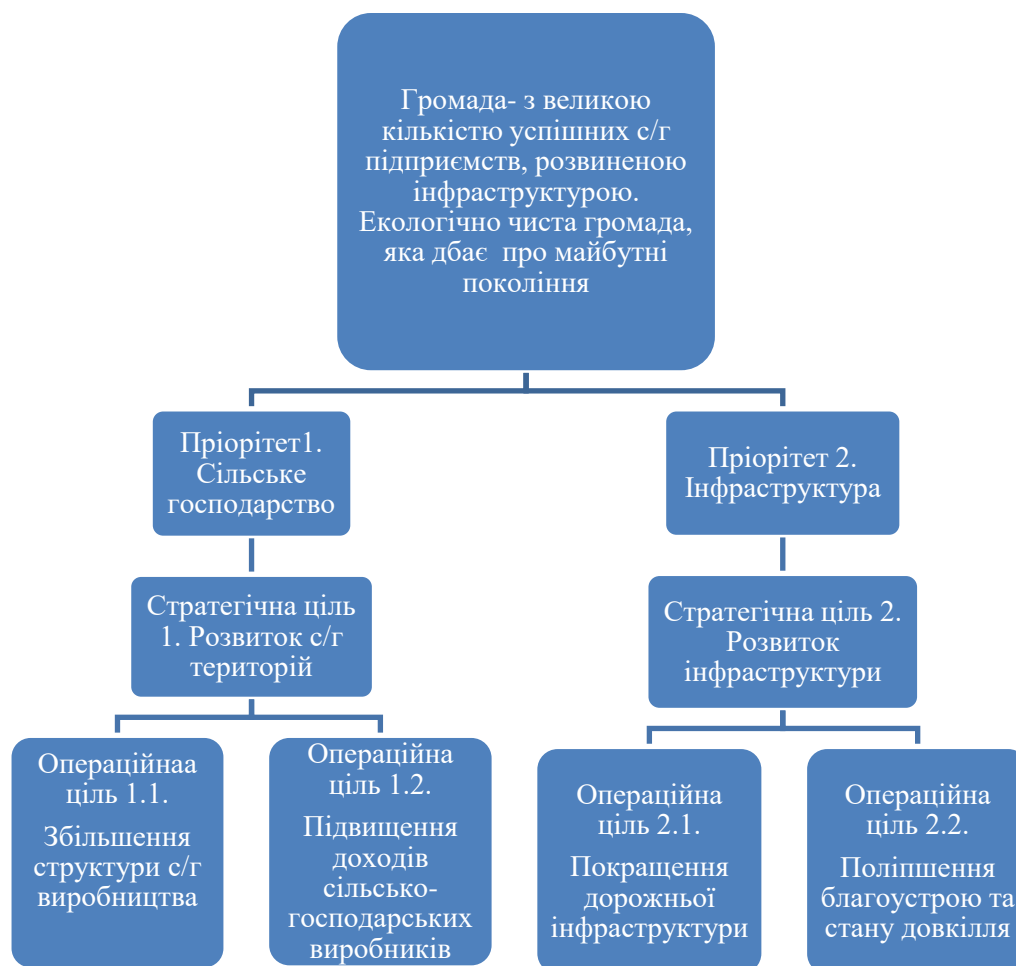 Громада- з великою
кількістю успішних с/г
підприємств, розвиненою
інфраструктурою.
Екологічно чиста громада,
яка дбає про майбутні
покоління
Пріорітет1.
Сільське
господарство
Пріорітет 2.
Інфраструктура
Стратегічна ціль
1. Розвиток с/г
територій
Стратегічна ціль 2.
Розвиток
інфраструктури
Операційнаа
ціль 1.1.
Збільшення
структури с/г
виробництва
Операційна
ціль 1.2.
Підвищення
доходів
сільсько-
господарських
виробників
Операційна
ціль 2.1.
Покращення
дорожньої
інфраструктури
Операційна
ціль 2.2.
Поліпшення
благоустрою та
стану довкілля